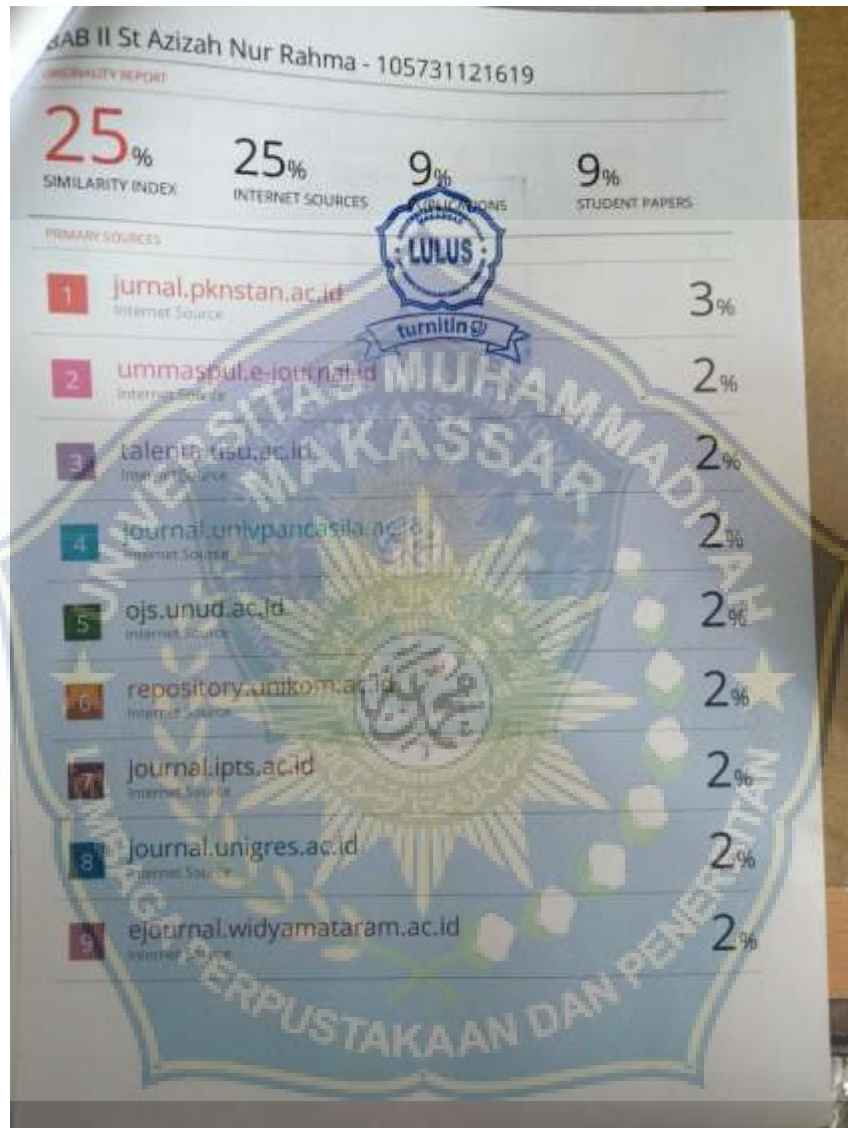 BAB II St Azizah Nur Rahma - 105731121619
ORIGINALITY REPORT
25%
SIMILARITY INDEX
25%
INTERNET SOURCES
9%
PUBLICATIONS
9%
STUDENT PAPERS
LULUS
turnitin
PRIMARY SOURCES
1 jurnal.pknstan.ac.id 3%
Internet Source
2 ummaspul.e-journal.id 2%
Internet Source
3 talenta.usu.ac.id 2%
Internet Source
4 journal.univpancasila.ac.id 2%
Internet Source
5 ojs.unud.ac.id 2%
Internet Source
6 repository.unikom.ac.id 2%
Internet Source
7 journal.ipts.ac.id 2%
Internet Source
8 journal.unigres.ac.id 2%
Internet Source
9 ejournal.widyamataram.ac.id 2%
Internet Source
UNIVERSITAS MUHAMMADIYAH
MAKASSAR
LEMBAGA PERPUSTAKAAN DAN PENERBITAN